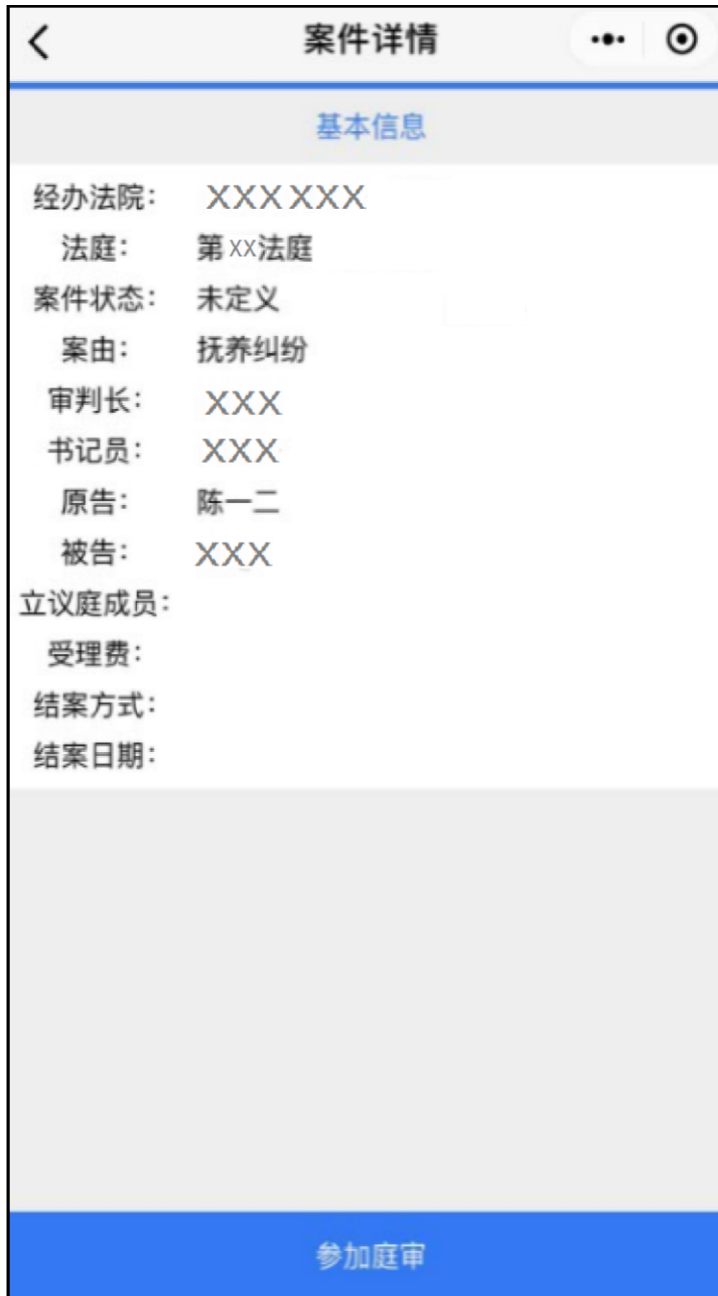 案件详情
基本信息
经办法院： XXX XXX
法庭： 第XX法庭
案件状态： 未定义
案由： 抚养纠纷
审判长： XXX
书记员： XXX
原告： 陈一二
被告： XXX
立议庭成员：
受理费：
结案方式：
结案日期：
参加庭审